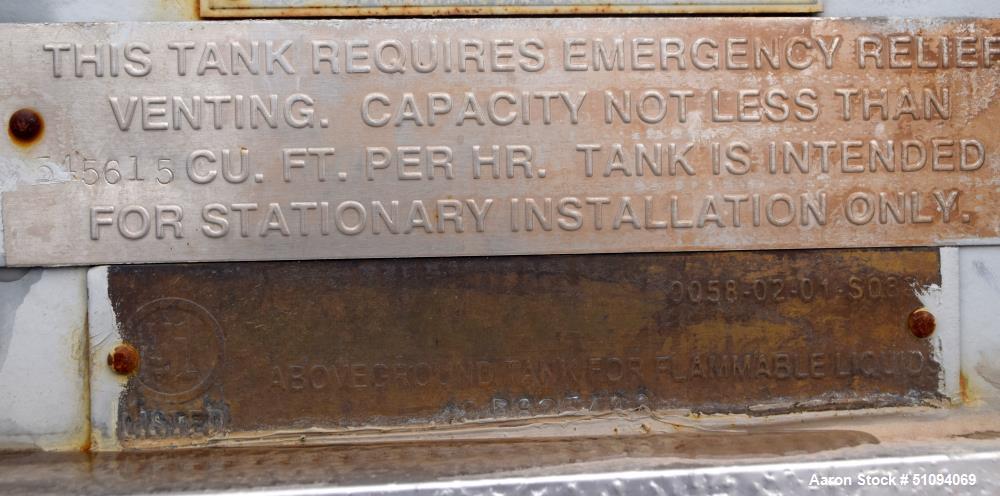 THIS TANK REQUIRES EMERGENCY RELIEF
VENTING. CAPACITY NOT LESS THAN
545615 CU. FT. PER HR. TANK IS INTENDED
FOR STATIONARY INSTALLATION ONLY.
ABOVEGROUND TANK FOR FLAMMABLE LIQUIDS
LISTED
Aaron Stock # 51094069